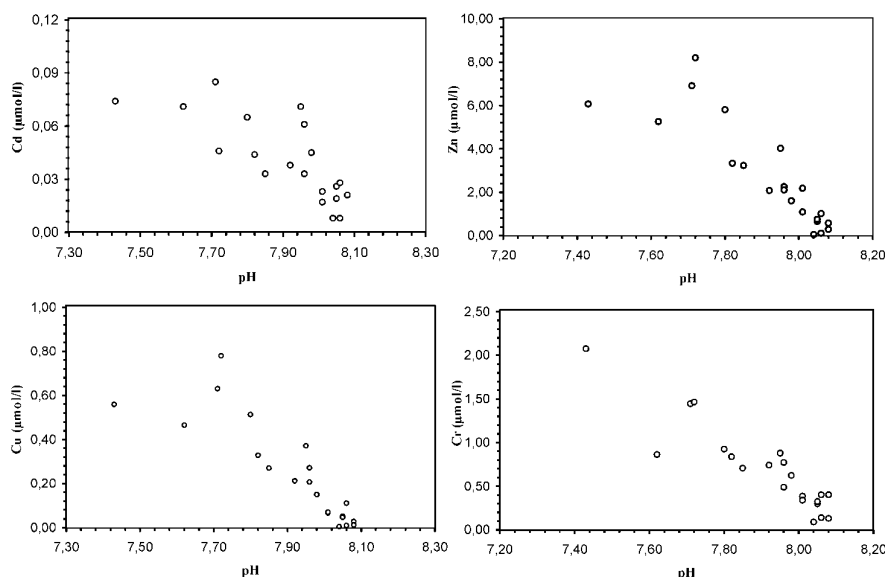 0,12
0,09
0,06
0,03
0,00
Cd (µmol/l)
7,30 7,50 7,70 7,90 8,10 8,30
pH
10,00
8,00
6,00
4,00
2,00
0,00
Zn (µmol/l)
7,20 7,40 7,60 7,80 8,00 8,20
pH
1,00
0,80
0,60
0,40
0,20
0,00
Cu (µmol/l)
7,30 7,50 7,70 7,90 8,10 8,30
pH
2,50
2,00
1,50
1,00
0,50
0,00
Cr (µmol/l)
7,20 7,40 7,60 7,80 8,00 8,20
pH